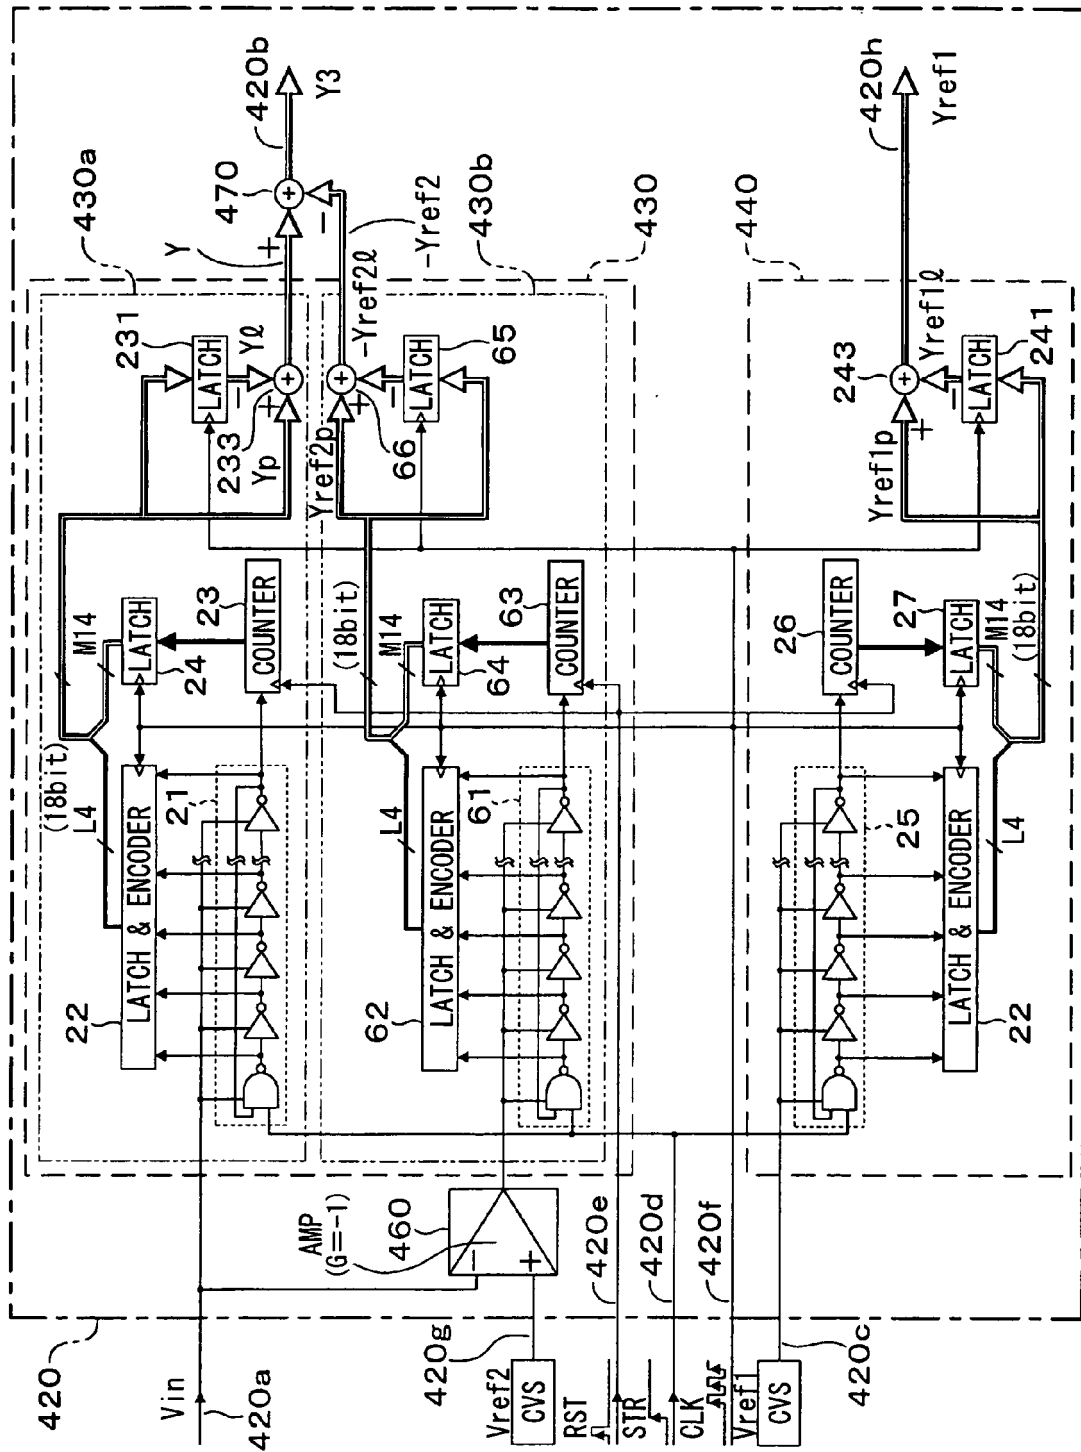 420
Vin
420a
430a
(18bit)
M14
L4
22
LATCH & ENCODER
21
LATCH
24
23
COUNTER
231
LATCH
Yℓ
−
233
+
Yp
+
Y
+
470
+
−
420b
Y3
430b
-Yref2
AMP
(G=-1)
460
−
+
(18bit)
M14
L4
62
LATCH & ENCODER
61
LATCH
64
63
COUNTER
Yref2p
+
+
66
−
-Yref2ℓ
LATCH
65
430
Vref2
CVS
420g
RST
420e
STR
420d
CLK
420f
Vref1
CVS
420c
440
25
LATCH & ENCODER
22
L4
26
COUNTER
27
LATCH
M14
(18bit)
Yref1p
+
243
+
−
Yref1ℓ
LATCH
241
420h
Yref1